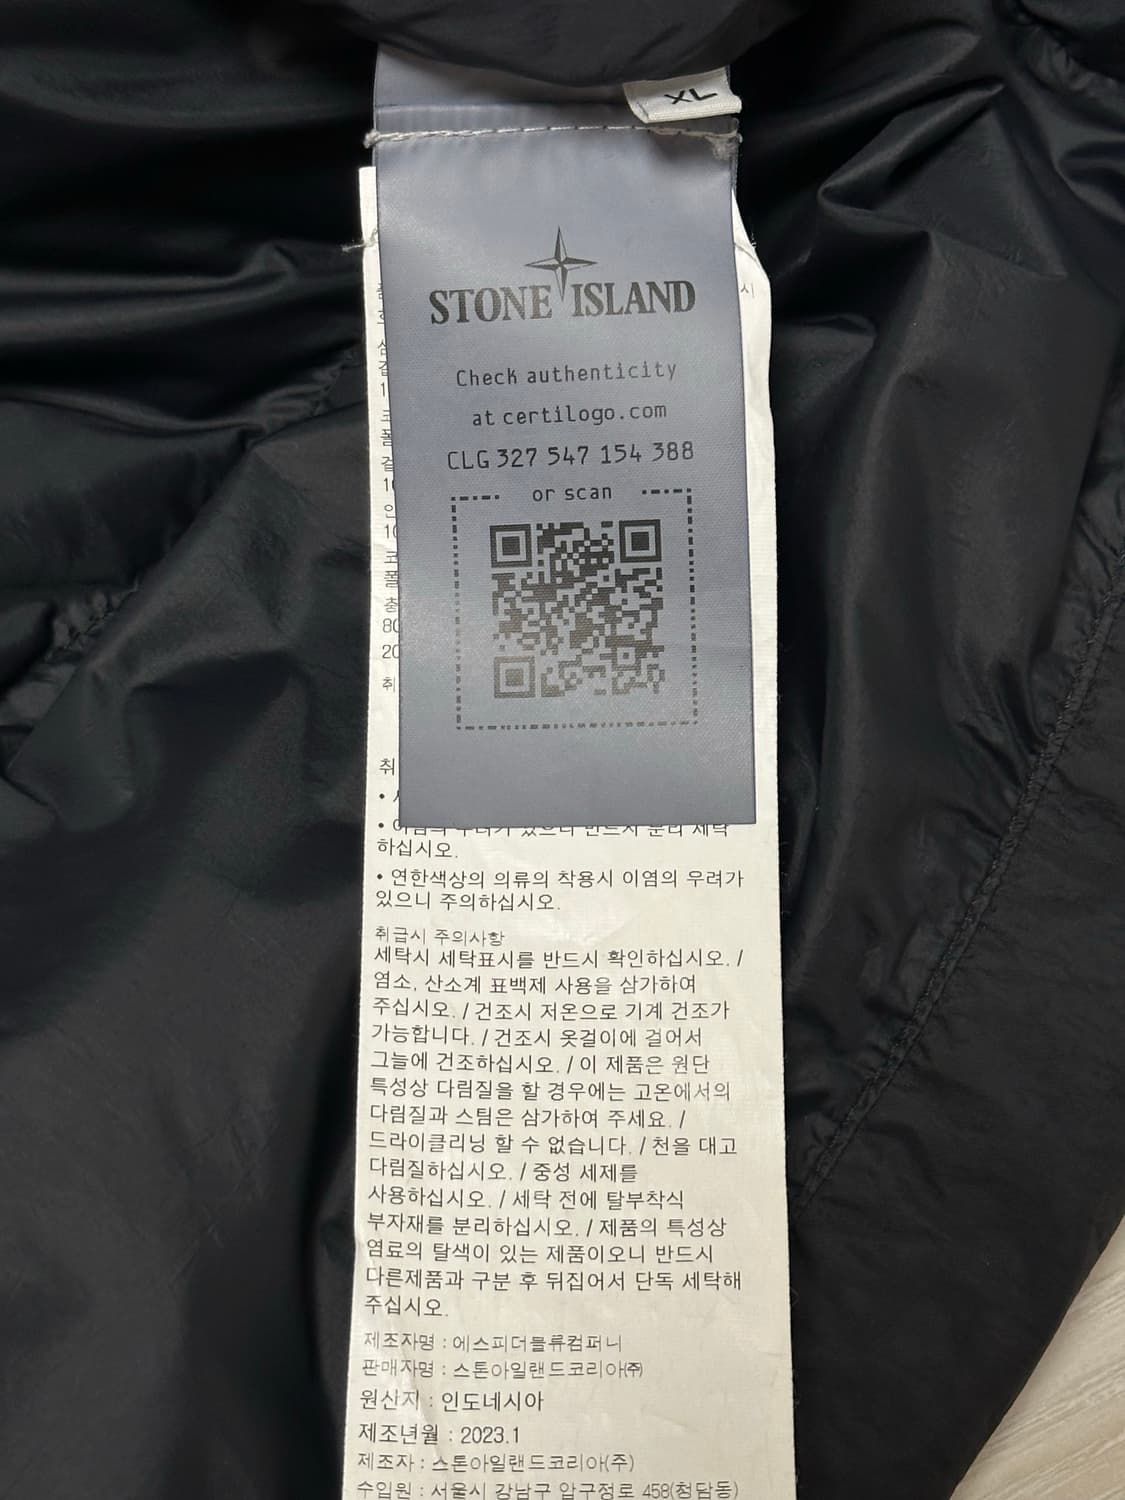 XL
STONE ISLAND
Check authenticity
at certilogo.com
CLG 327 547 154 388
or scan
취
취
하십시오.
• 연한색상의 의류의 착용시 이염의 우려가
있으니 주의하십시오.
취급시 주의사항
세탁시 세탁표시를 반드시 확인하십시오. /
염소, 산소계 표백제 사용을 삼가하여
주십시오. / 건조시 저온으로 기계 건조가
가능합니다. / 건조시 옷걸이에 걸어서
그늘에 건조하십시오. / 이 제품은 원단
특성상 다림질을 할 경우에는 고온에서의
다림질과 스팀은 삼가하여 주세요. /
드라이클리닝 할 수 없습니다. / 천을 대고
다림질하십시오. / 중성 세제를
사용하십시오. / 세탁 전에 탈부착식
부자재를 분리하십시오. / 제품의 특성상
염료의 탈색이 있는 제품이오니 반드시
다른제품과 구분 후 뒤집어서 단독 세탁해
주십시오.
제조자명 : 에스피더블류컴퍼니
판매자명 : 스톤아일랜드코리아(주)
원산지 : 인도네시아
제조년월 : 2023.1
제조자 : 스톤아일랜드코리아(주)
수입원 : 서울시 강남구 압구정로 458(청담동)